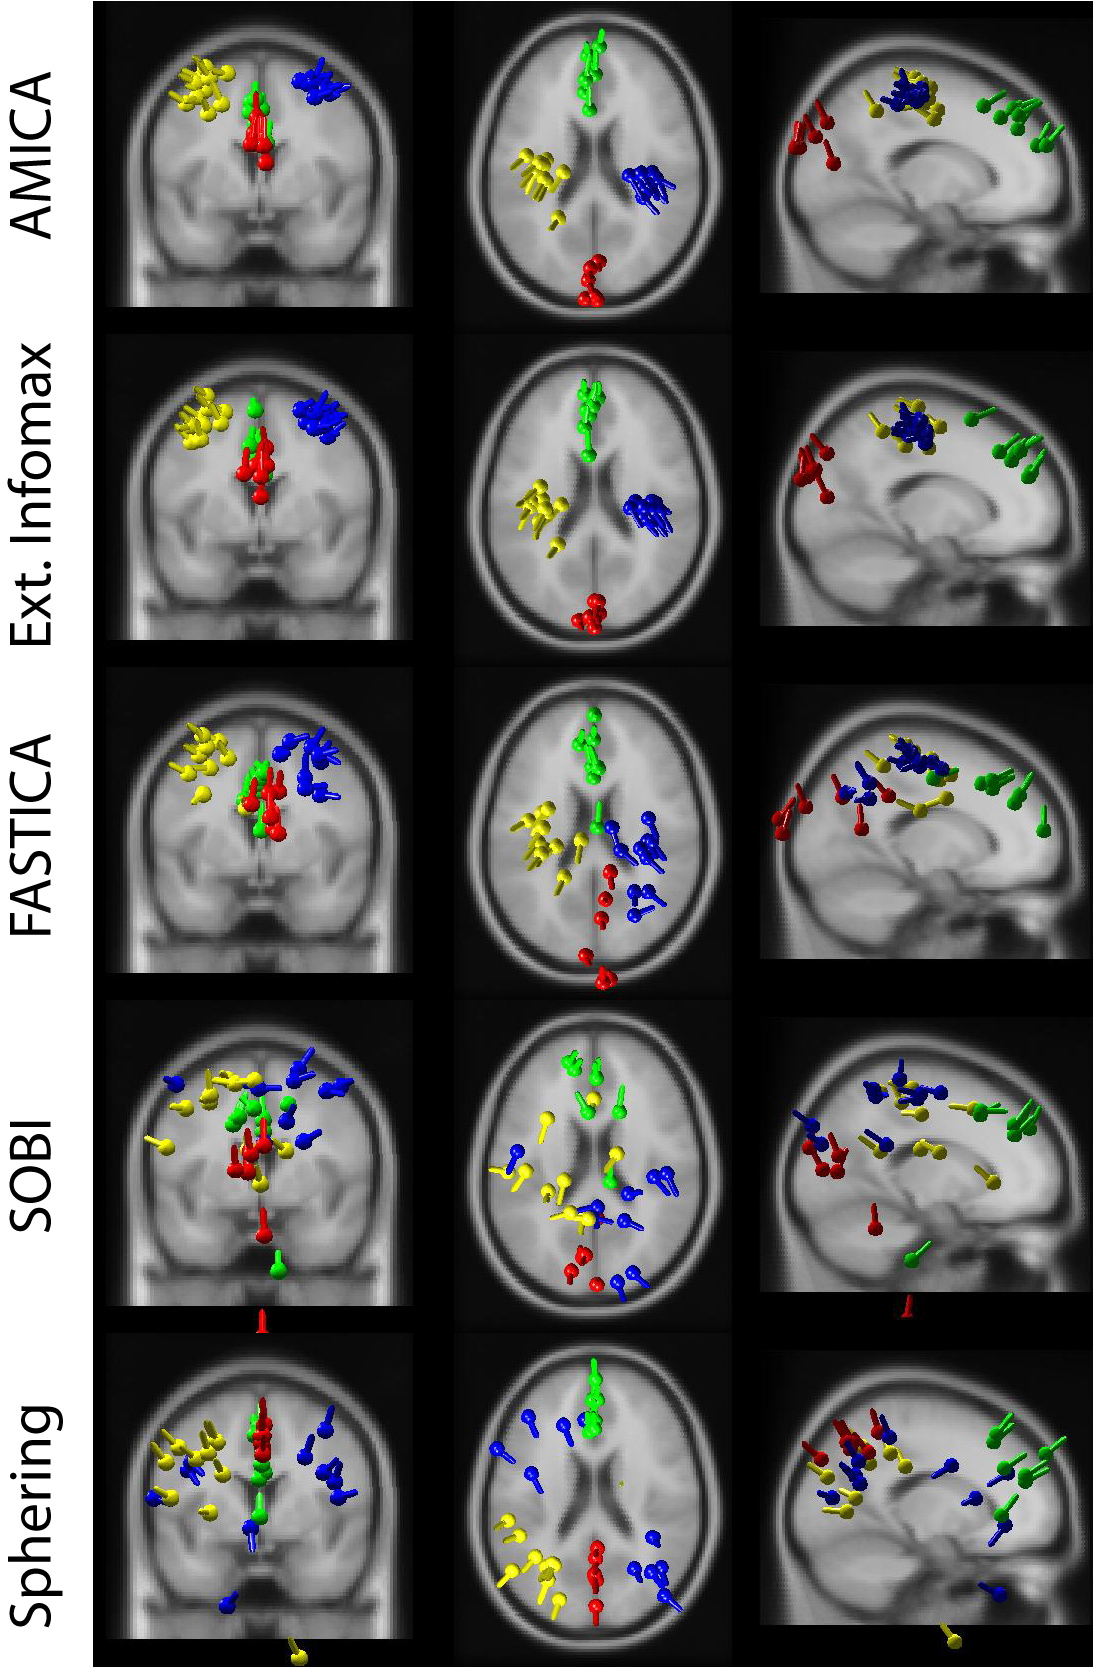 AMICA
Ext. Infomax
FASTICA
SOBI
Sphering